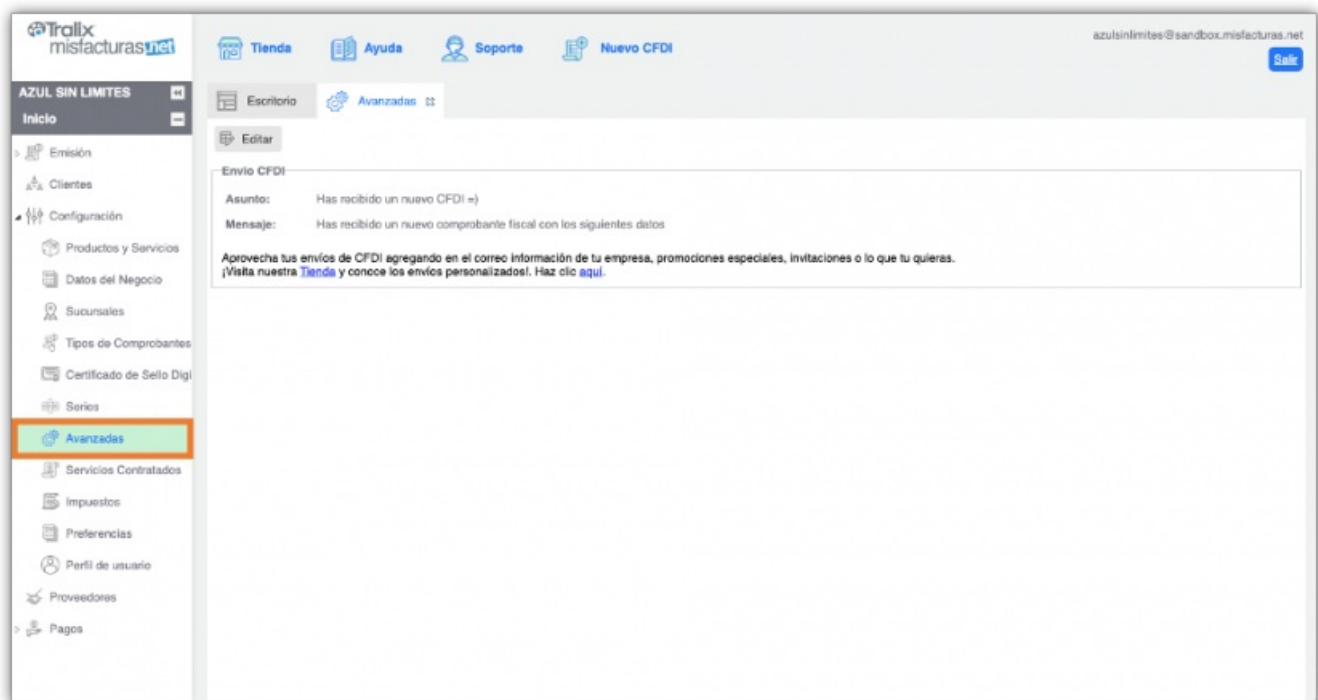 Tralix
misfacturas.net
Tienda
Ayuda
Soporte
Nuevo CFDI
azulsinlimites@sandbox.misfacturas.net
Salir
AZUL SIN LIMITES
Inicio
Emisión
Clientes
Configuración
Productos y Servicios
Datos del Negocio
Sucursales
Tipos de Comprobantes
Certificado de Sello Digi
Series
Avanzadas
Servicios Contratados
Impuestos
Preferencias
Perfil de usuario
Proveedores
Pagos
Escritorio
Avanzadas
Editar
Envio CFDI
Asunto: Has recibido un nuevo CFDI =)
Mensaje: Has recibido un nuevo comprobante fiscal con los siguientes datos
Aprovecha tus envíos de CFDI agregando en el correo información de tu empresa, promociones especiales, invitaciones o lo que tu quieras.
¡Visita nuestra Tienda y conoce los envíos personalizados!. Haz clic aquí.